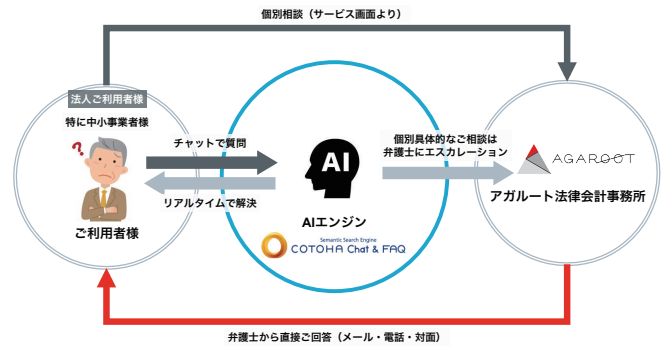 個別相談（サービス画面より）
法人ご利用者様
特に中小事業者様
?
ご利用者様
チャットで質問
リアルタイムで解決
AI
AIエンジン
Semantic Search Engine
COTOHA Chat & FAQ
個別具体的なご相談は
弁護士にエスカレーション
AGAROOT
アガルート法律会計事務所
弁護士から直接ご回答（メール・電話・対面）